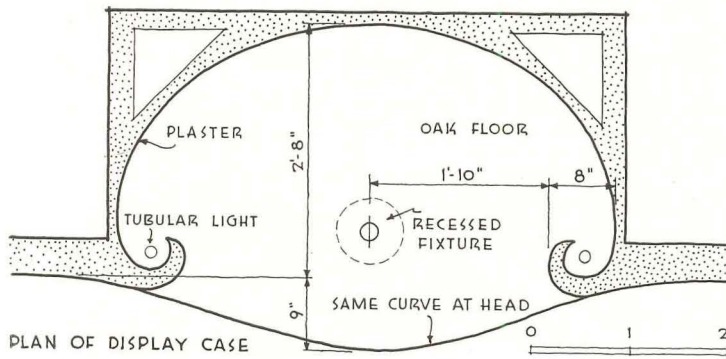 PLASTER
OAK FLOOR
2'-8"
1'-10"
8"
TUBULAR LIGHT
RECESSED
FIXTURE
9"
SAME CURVE AT HEAD
PLAN OF DISPLAY CASE
0 1 2